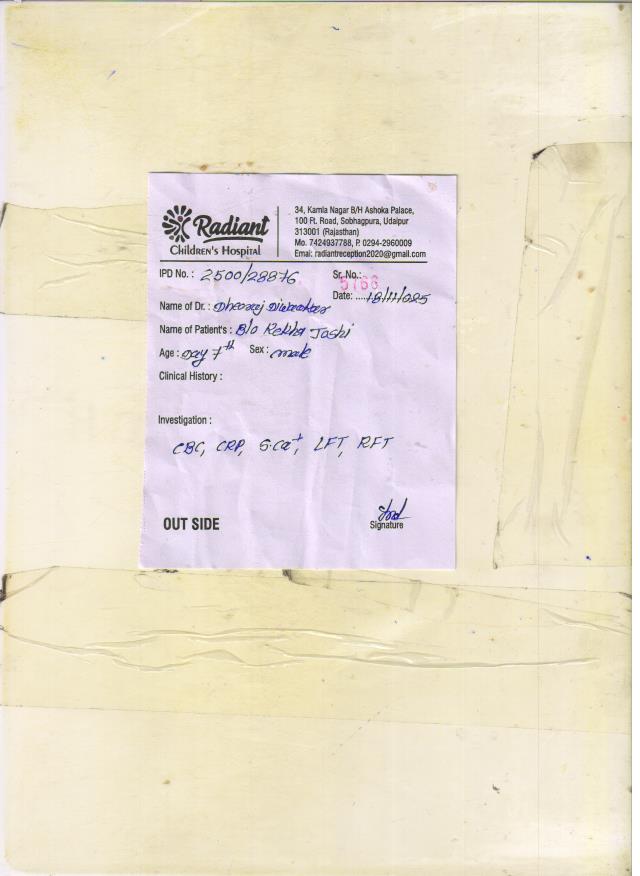 Radiant
Children's Hospital
34, Kamla Nagar B/H Ashoka Palace,
100 Ft. Road, Sobhagpura, Udaipur
313001 (Rajasthan)
Mo. 7424937788, P. 0294-2960009
Emai: radiantreception2020@gmail.com
IPD No.: 2500/28876
Sr. No.: 5766
Date: ....18/11/2025
Name of Dr.: Dheeraj Diwakar
Name of Patient's: B/o Rekha Joshi
Age: Day 7th Sex: male
Clinical History:
Investigation:
CBC, CRP, S.Ca+, LFT, RFT
OUT SIDE
Signature